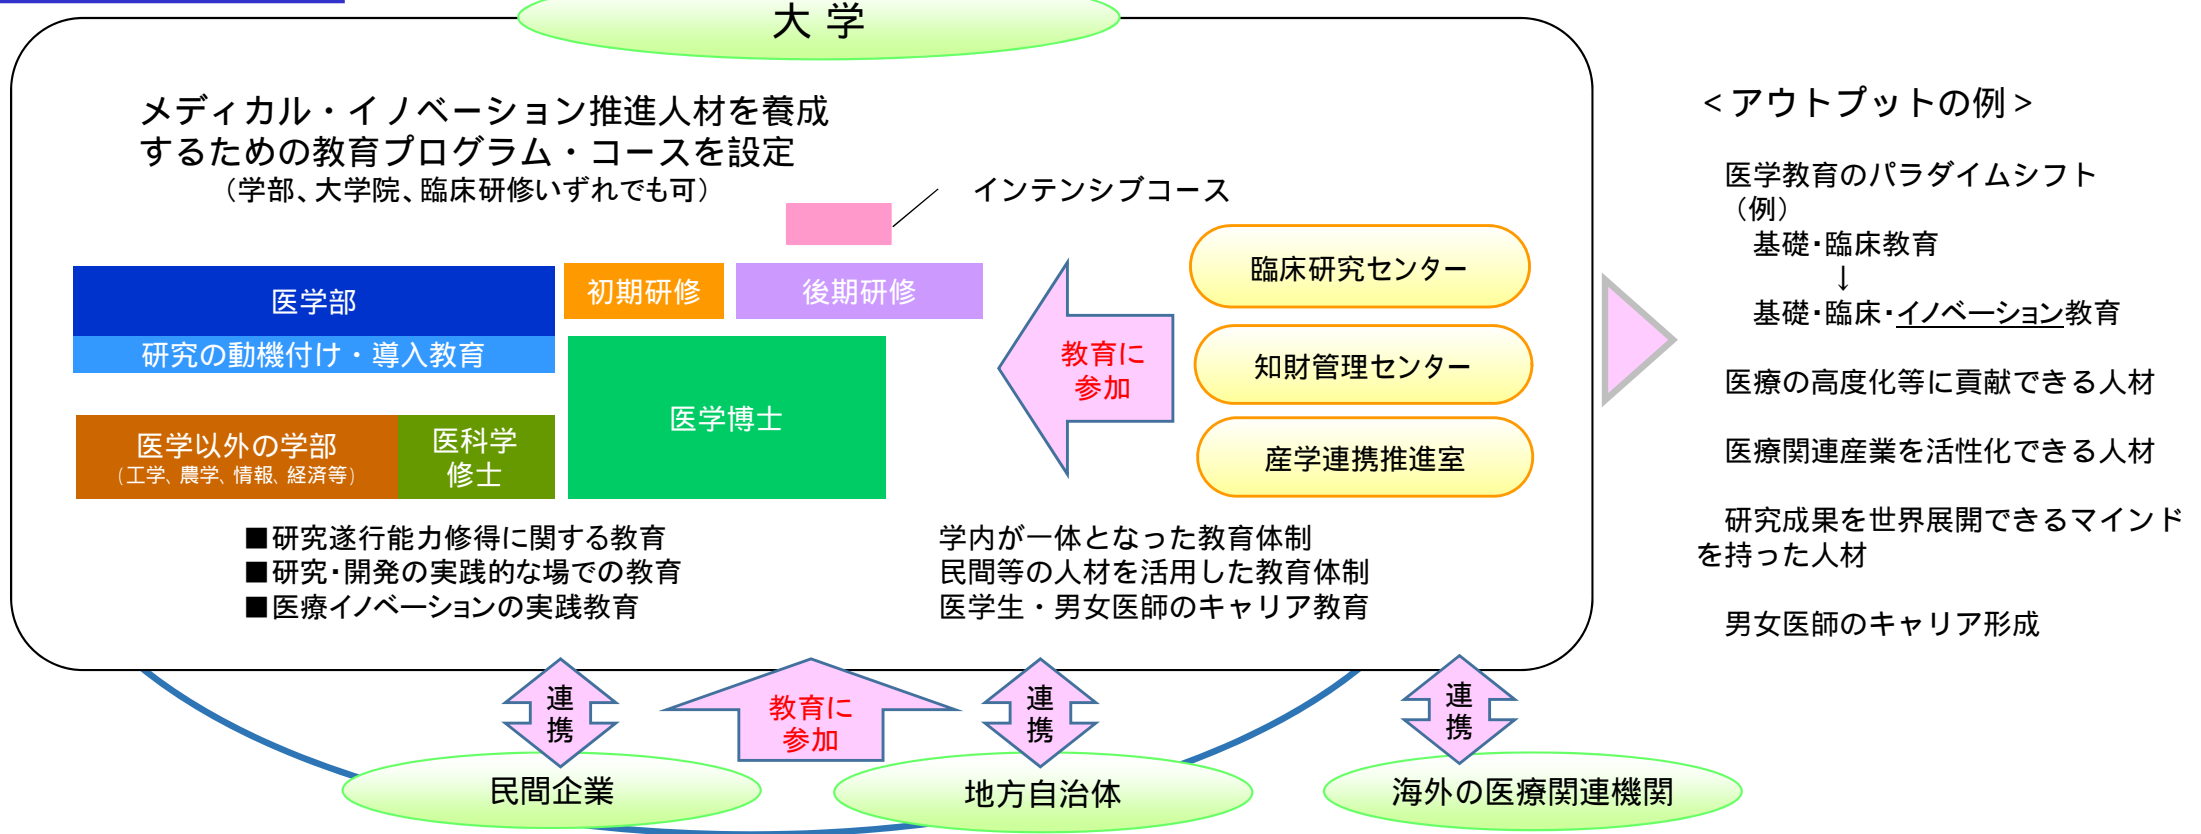 大 学
メディカル・イノベーション推進人材を養成
するための教育プログラム・コースを設定
（学部、大学院、臨床研修いずれでも可）
インテンシブコース
医学部
研究の動機付け・導入教育
初期研修
後期研修
医学以外の学部
（工学、農学、情報、経済等）
医科学
修士
医学博士
教育に
参加
臨床研究センター
知財管理センター
産学連携推進室
■研究遂行能力修得に関する教育
■研究・開発の実践的な場での教育
■医療イノベーションの実践教育
学内が一体となった教育体制
民間等の人材を活用した教育体制
医学生・男女医師のキャリア教育
連
携
教育に
参加
連
携
連
携
民間企業
地方自治体
海外の医療関連機関
＜アウトプットの例＞
医学教育のパラダイムシフト
（例）
基礎・臨床教育
↓
基礎・臨床・イノベーション教育
医療の高度化等に貢献できる人材
医療関連産業を活性化できる人材
研究成果を世界展開できるマインド
を持った人材
男女医師のキャリア形成